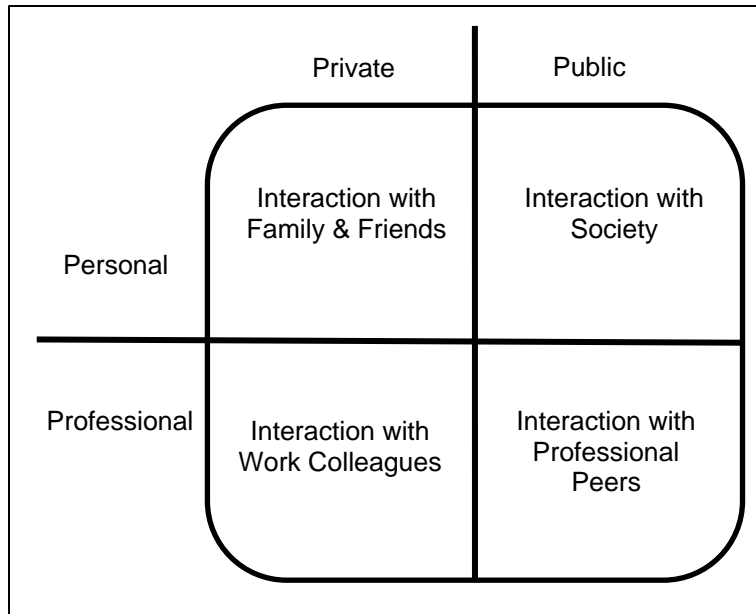 Private
Public
Interaction with
Family & Friends
Interaction with
Society
Personal
Professional
Interaction with
Work Colleagues
Interaction with
Professional
Peers